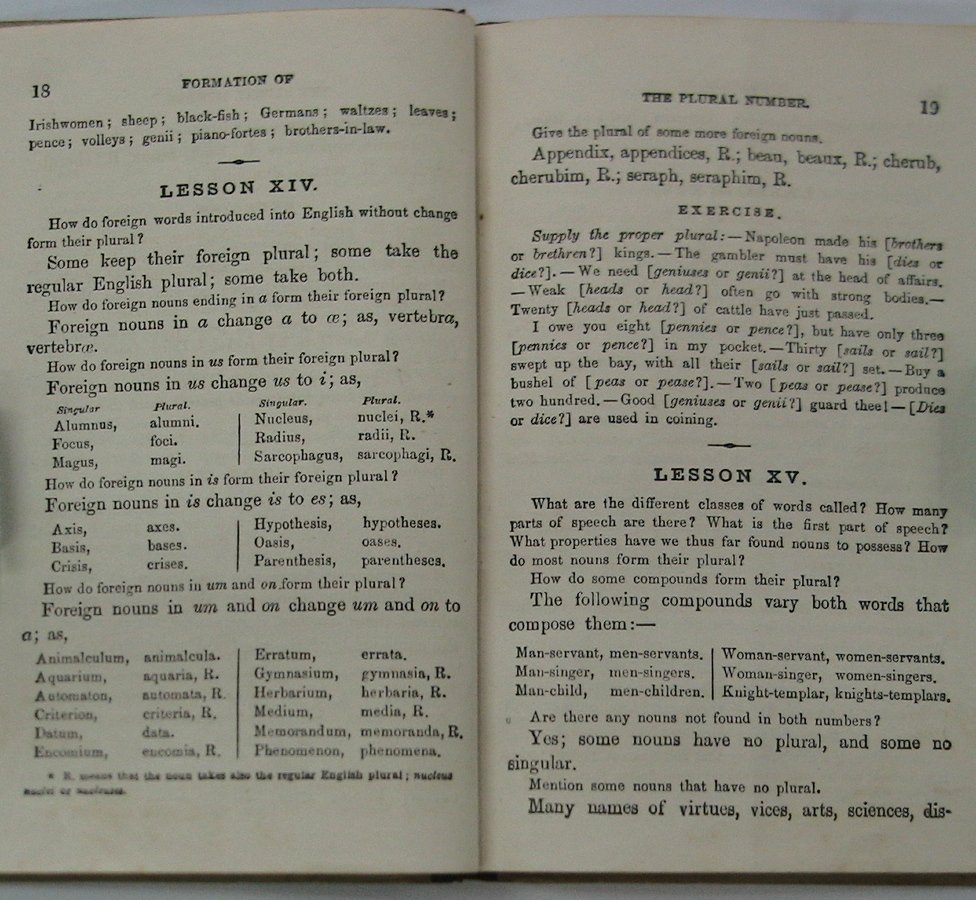 18 FORMATION OF
Irishwomen; sheep; black-fish; Germans; waltzes; leaves;
pence; volleys; genii; piano-fortes; brothers-in-law.
LESSON XIV.
How do foreign words introduced into English without change
form their plural?
Some keep their foreign plural; some take the
regular English plural; some take both.
How do foreign nouns ending in a form their foreign plural?
Foreign nouns in a change a to æ; as, vertebra,
vertebræ.
How do foreign nouns in us form their foreign plural?
Foreign nouns in us change us to i; as,
Singular Plural. Singular. Plural.
Alumnus, alumni. Nucleus, nuclei, R.*
Focus, foci. Radius, radii, R.
Magus, magi. Sarcophagus, sarcophagi, R.
How do foreign nouns in is form their foreign plural?
Foreign nouns in is change is to es; as,
Axis, axes. Hypothesis, hypotheses.
Basis, bases. Oasis, oases.
Crisis, crises. Parenthesis, parentheses.
How do foreign nouns in um and on form their plural?
Foreign nouns in um and on change um and on to
a; as,
Animalculum, animalcula. Erratum, errata.
Aquarium, aquaria, R. Gymnasium, gymnasia, R.
Automaton, automata, R. Herbarium, herbaria, R.
Criterion, criteria, R. Medium, media, R.
Datum, data. Memorandum, memoranda, R.
Encomium, encomia, R. Phenomenon, phenomena.
* R. means that the noun takes also the regular English plural; nucleus
nuclei or nucleuses.
THE PLURAL NUMBER. 19
Give the plural of some more foreign nouns.
Appendix, appendices, R.; beau, beaux, R.; cherub,
cherubim, R.; seraph, seraphim, R.
EXERCISE.
Supply the proper plural:—Napoleon made his [brothers
or brethren?] kings.—The gambler must have his [dies or
dice?].—We need [geniuses or genii?] at the head of affairs.
—Weak [heads or head?] often go with strong bodies.—
Twenty [heads or head?] of cattle have just passed.
I owe you eight [pennies or pence?], but have only three
[pennies or pence?] in my pocket.—Thirty [sails or sail?]
swept up the bay, with all their [sails or sail?] set.—Buy a
bushel of [peas or pease?].—Two [peas or pease?] produce
two hundred.—Good [geniuses or genii?] guard thee!—[Dies
or dice?] are used in coining.
LESSON XV.
What are the different classes of words called? How many
parts of speech are there? What is the first part of speech?
What properties have we thus far found nouns to possess? How
do most nouns form their plural?
How do some compounds form their plural?
The following compounds vary both words that
compose them:—
Man-servant, men-servants. Woman-servant, women-servants.
Man-singer, men-singers. Woman-singer, women-singers.
Man-child, men-children. Knight-templar, knights-templars.
Are there any nouns not found in both numbers?
Yes; some nouns have no plural, and some no
singular.
Mention some nouns that have no plural.
Many names of virtues, vices, arts, sciences, dis-